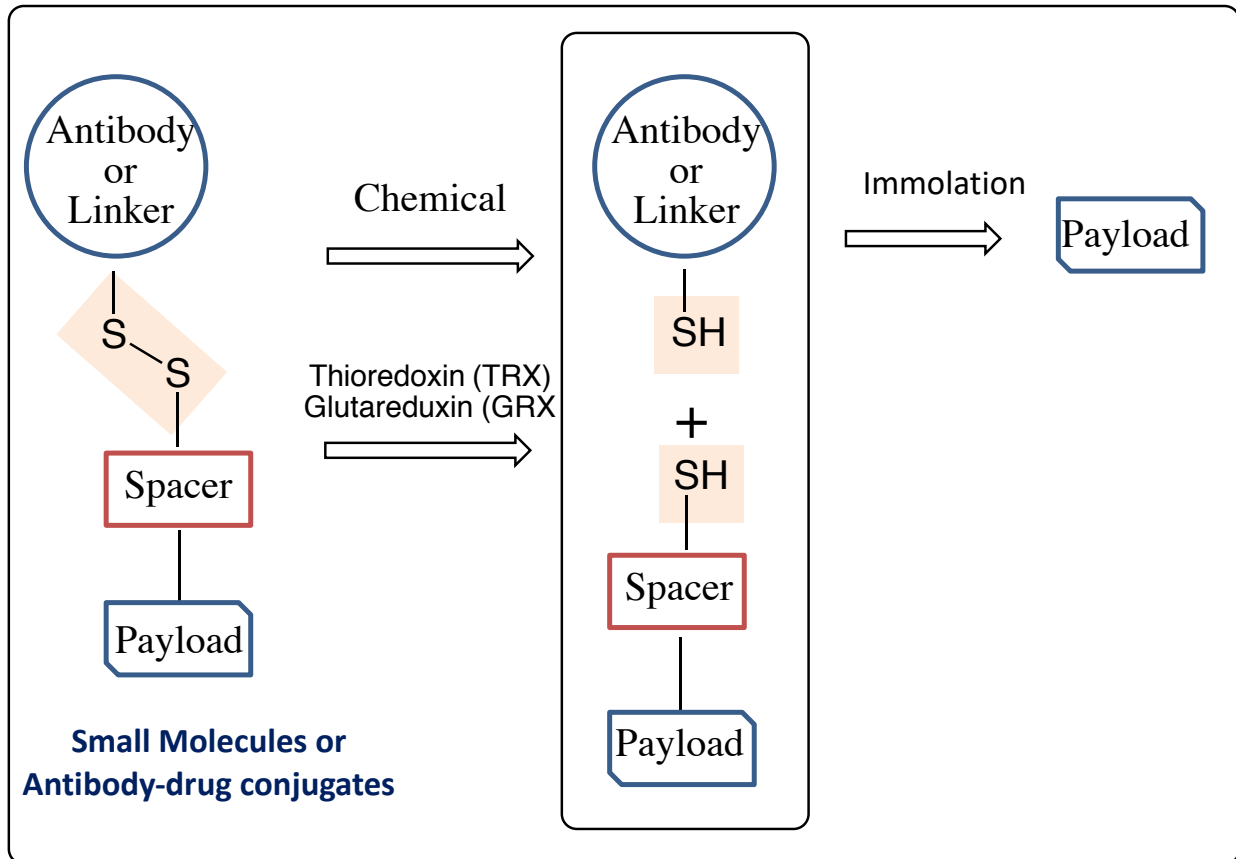 Antibody
or
Linker
S
S
Spacer
Payload
Small Molecules or
Antibody-drug conjugates
Chemical
Thioredoxin (TRX)
Glutareduxin (GRX
Antibody
or
Linker
SH
+
SH
Spacer
Payload
Immolation
Payload